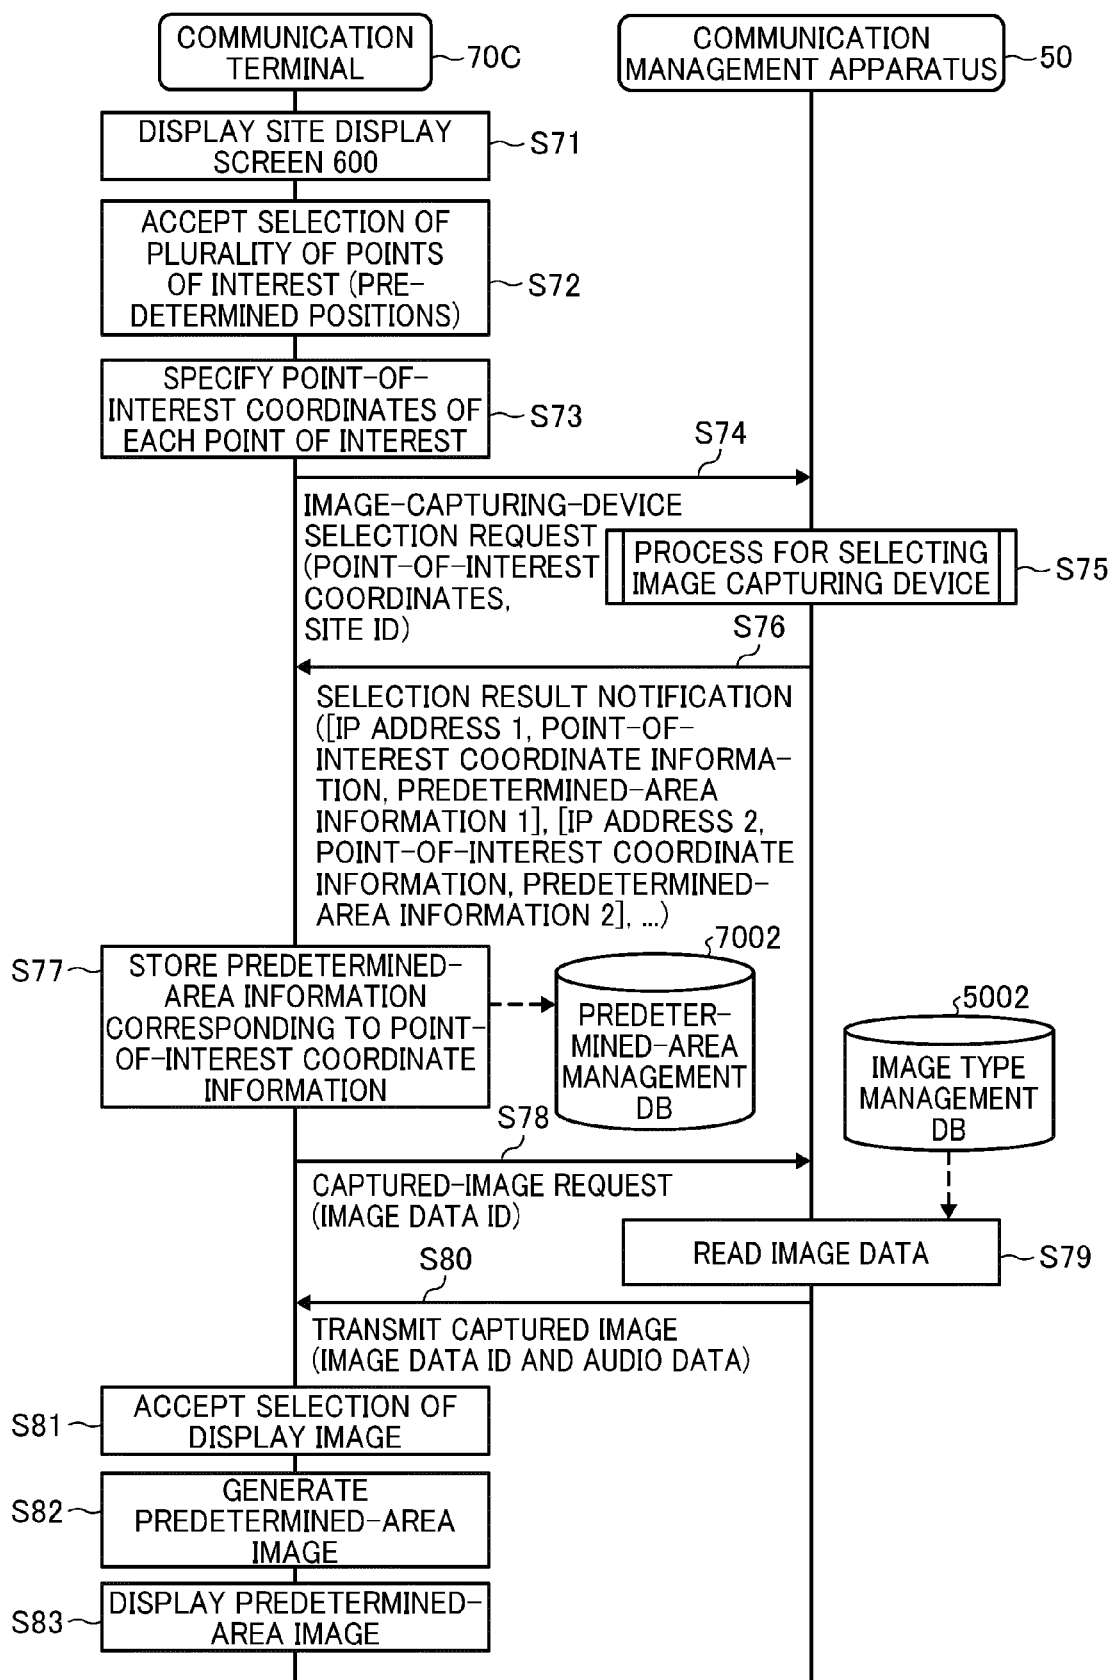 COMMUNICATION
TERMINAL
70C
COMMUNICATION
MANAGEMENT APPARATUS
50
DISPLAY SITE DISPLAY
SCREEN 600
S71
ACCEPT SELECTION OF
PLURALITY OF POINTS
OF INTEREST (PRE-
DETERMINED POSITIONS)
S72
SPECIFY POINT-OF-
INTEREST COORDINATES OF
EACH POINT OF INTEREST
S73
S74
IMAGE-CAPTURING-DEVICE
SELECTION REQUEST
(POINT-OF-INTEREST
COORDINATES,
SITE ID)
PROCESS FOR SELECTING
IMAGE CAPTURING DEVICE
S75
S76
SELECTION RESULT NOTIFICATION
([IP ADDRESS 1, POINT-OF-
INTEREST COORDINATE INFORMA-
TION, PREDETERMINED-AREA
INFORMATION 1], [IP ADDRESS 2,
POINT-OF-INTEREST COORDINATE
INFORMATION, PREDETERMINED-
AREA INFORMATION 2], ...)
S77
STORE PREDETERMINED-
AREA INFORMATION
CORRESPONDING TO POINT-
OF-INTEREST COORDINATE
INFORMATION
7002
PREDETER-
MINED-AREA
MANAGEMENT
DB
5002
IMAGE TYPE
MANAGEMENT
DB
S78
CAPTURED-IMAGE REQUEST
(IMAGE DATA ID)
READ IMAGE DATA
S79
S80
TRANSMIT CAPTURED IMAGE
(IMAGE DATA ID AND AUDIO DATA)
S81
ACCEPT SELECTION OF
DISPLAY IMAGE
S82
GENERATE
PREDETERMINED-AREA
IMAGE
S83
DISPLAY PREDETERMINED-
AREA IMAGE